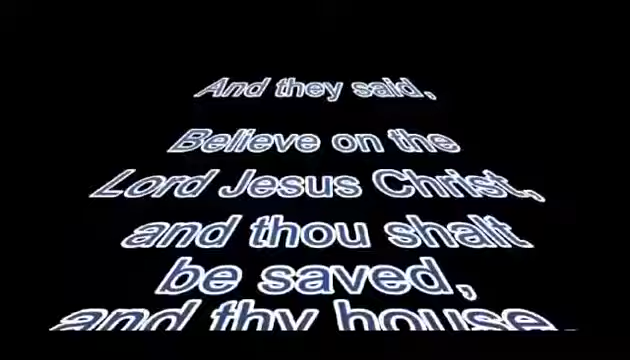 And they said,
Believe on the
Lord Jesus Christ,
and thou shalt
be saved,
and thy house.